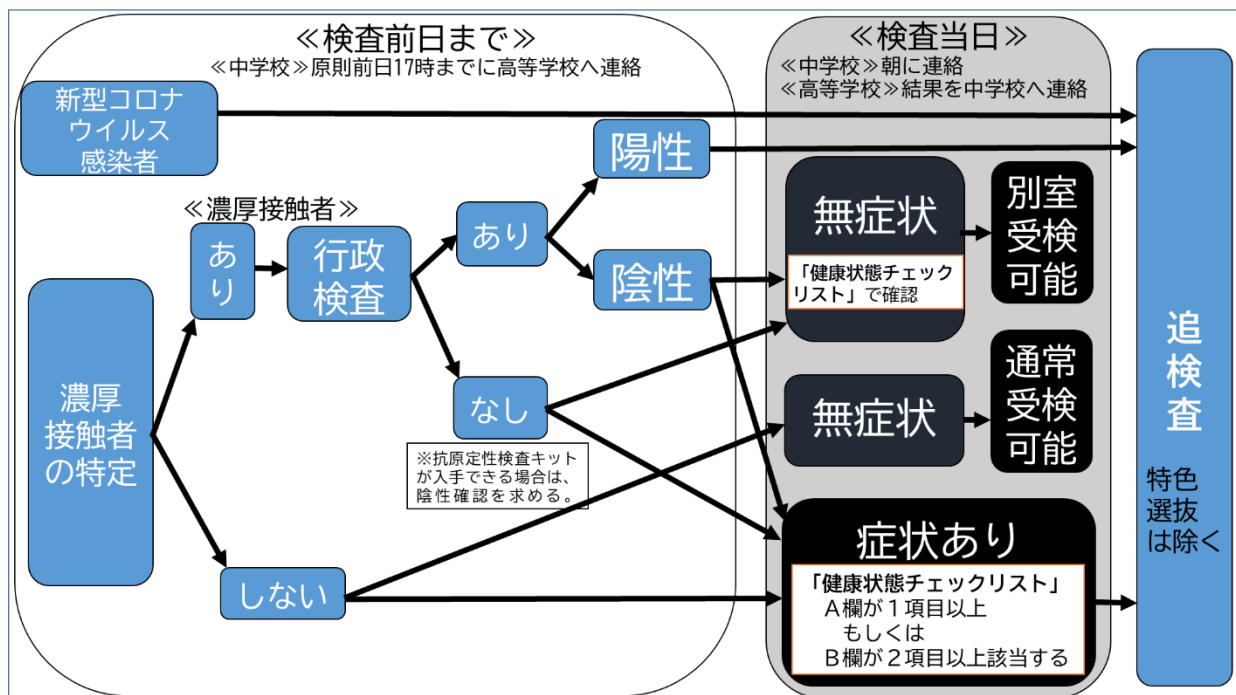 ≪検査前日まで≫
≪中学校≫原則前日17時までに高等学校へ連絡
新型コロナ
ウイルス
感染者
陽性
≪濃厚接触者≫
あ
り
行政
検査
あり
陰性
濃厚
接触者
の特定
なし
※抗原定性検査キット
が入手できる場合は、
陰性確認を求める。
しない
≪検査当日≫
≪中学校≫朝に連絡
≪高等学校≫結果を中学校へ連絡
無症状
「健康状態チェック
リスト」で確認
別室
受検
可能
無症状
通常
受検
可能
症状あり
「健康状態チェックリスト」
A欄が１項目以上
もしくは
B欄が２項目以上該当する
追
検
査
特色
選抜
は除く